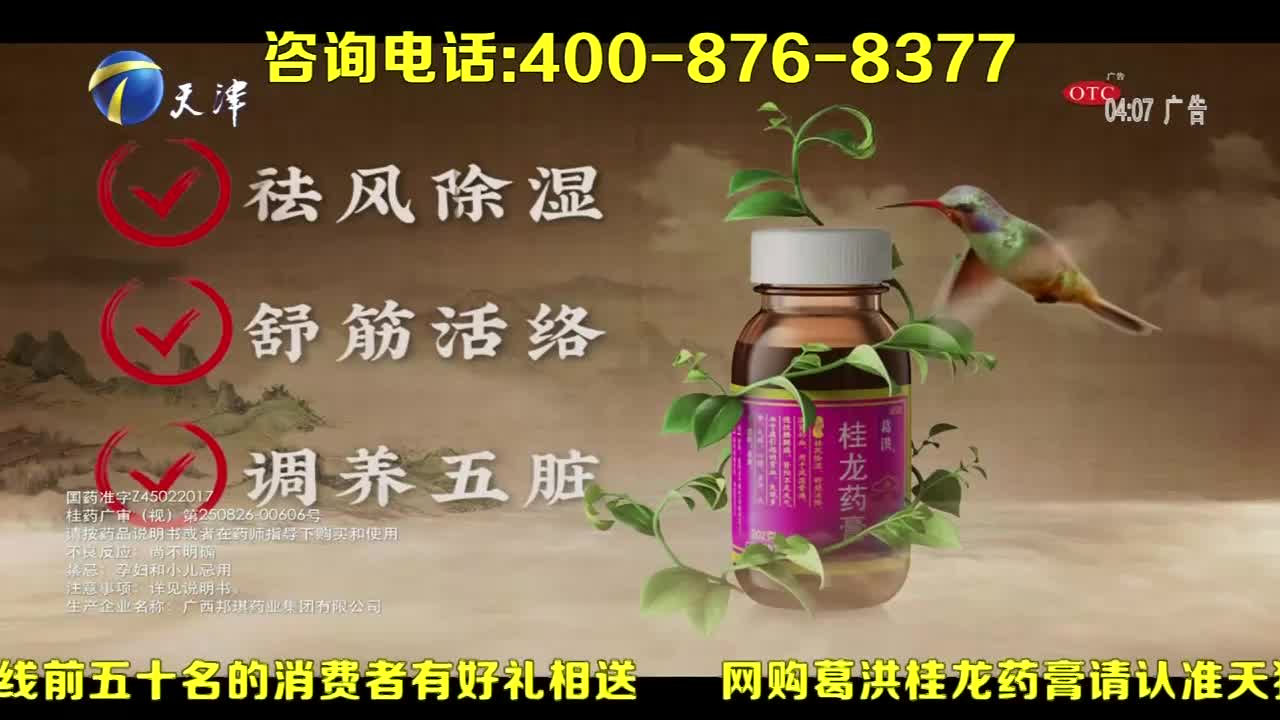 咨询电话:400-876-8377
天津
广告
OTC
04:07 广告
祛风除湿
舒筋活络
调养五脏
葛洪
桂龙药膏
202克
国药准字Z45022017
桂药广审（视）第250826-00606号
请按药品说明书或者在药师指导下购买和使用
不良反应：尚不明确
禁忌：孕妇和小儿忌用
注意事项：详见说明书。
生产企业名称：广西邦琪药业集团有限公司
线前五十名的消费者有好礼相送 网购葛洪桂龙药膏请认准天